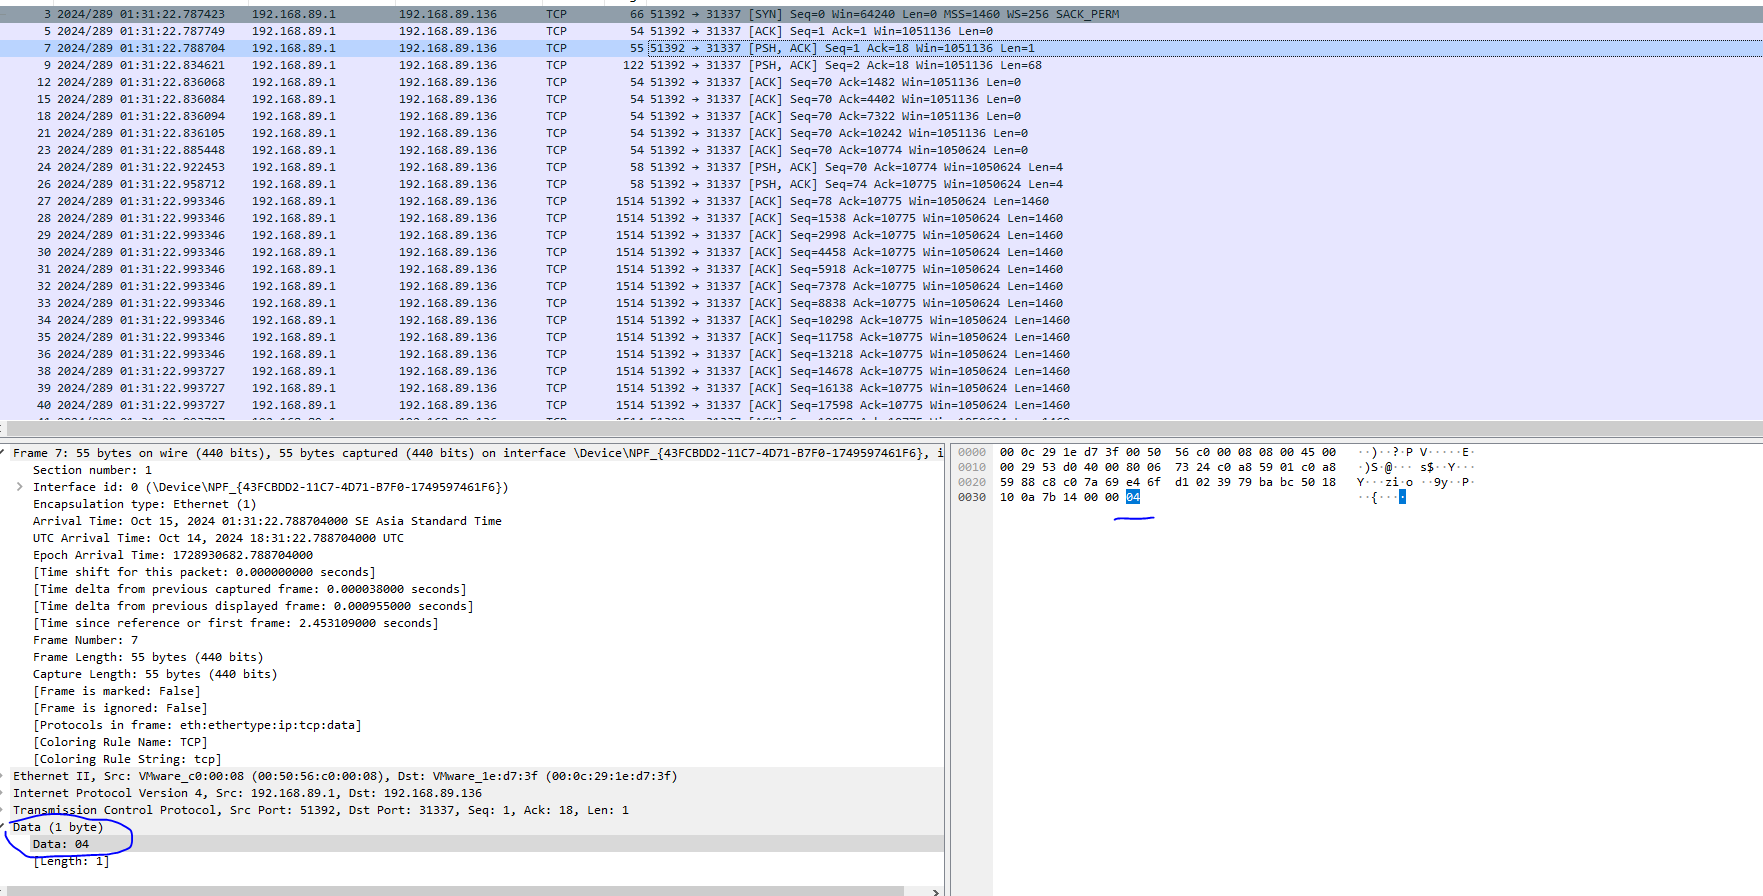 3 2024/289 01:31:22.787423 192.168.89.1 192.168.89.136 TCP 66 51392 → 31337 [SYN] Seq=0 Win=64240 Len=0 MSS=1460 WS=256 SACK_PERM
5 2024/289 01:31:22.787749 192.168.89.1 192.168.89.136 TCP 54 51392 → 31337 [ACK] Seq=1 Ack=1 Win=1051136 Len=0
7 2024/289 01:31:22.788704 192.168.89.1 192.168.89.136 TCP 55 51392 → 31337 [PSH, ACK] Seq=1 Ack=18 Win=1051136 Len=1
9 2024/289 01:31:22.834621 192.168.89.1 192.168.89.136 TCP 122 51392 → 31337 [PSH, ACK] Seq=2 Ack=18 Win=1051136 Len=68
12 2024/289 01:31:22.836068 192.168.89.1 192.168.89.136 TCP 54 51392 → 31337 [ACK] Seq=70 Ack=1482 Win=1051136 Len=0
15 2024/289 01:31:22.836084 192.168.89.1 192.168.89.136 TCP 54 51392 → 31337 [ACK] Seq=70 Ack=4402 Win=1051136 Len=0
18 2024/289 01:31:22.836094 192.168.89.1 192.168.89.136 TCP 54 51392 → 31337 [ACK] Seq=70 Ack=7322 Win=1051136 Len=0
21 2024/289 01:31:22.836105 192.168.89.1 192.168.89.136 TCP 54 51392 → 31337 [ACK] Seq=70 Ack=10242 Win=1051136 Len=0
23 2024/289 01:31:22.885448 192.168.89.1 192.168.89.136 TCP 54 51392 → 31337 [ACK] Seq=70 Ack=10774 Win=1050624 Len=0
24 2024/289 01:31:22.922453 192.168.89.1 192.168.89.136 TCP 58 51392 → 31337 [PSH, ACK] Seq=70 Ack=10774 Win=1050624 Len=4
26 2024/289 01:31:22.958712 192.168.89.1 192.168.89.136 TCP 58 51392 → 31337 [PSH, ACK] Seq=74 Ack=10775 Win=1050624 Len=4
27 2024/289 01:31:22.993346 192.168.89.1 192.168.89.136 TCP 1514 51392 → 31337 [ACK] Seq=78 Ack=10775 Win=1050624 Len=1460
28 2024/289 01:31:22.993346 192.168.89.1 192.168.89.136 TCP 1514 51392 → 31337 [ACK] Seq=1538 Ack=10775 Win=1050624 Len=1460
29 2024/289 01:31:22.993346 192.168.89.1 192.168.89.136 TCP 1514 51392 → 31337 [ACK] Seq=2998 Ack=10775 Win=1050624 Len=1460
30 2024/289 01:31:22.993346 192.168.89.1 192.168.89.136 TCP 1514 51392 → 31337 [ACK] Seq=4458 Ack=10775 Win=1050624 Len=1460
31 2024/289 01:31:22.993346 192.168.89.1 192.168.89.136 TCP 1514 51392 → 31337 [ACK] Seq=5918 Ack=10775 Win=1050624 Len=1460
32 2024/289 01:31:22.993346 192.168.89.1 192.168.89.136 TCP 1514 51392 → 31337 [ACK] Seq=7378 Ack=10775 Win=1050624 Len=1460
33 2024/289 01:31:22.993346 192.168.89.1 192.168.89.136 TCP 1514 51392 → 31337 [ACK] Seq=8838 Ack=10775 Win=1050624 Len=1460
34 2024/289 01:31:22.993346 192.168.89.1 192.168.89.136 TCP 1514 51392 → 31337 [ACK] Seq=10298 Ack=10775 Win=1050624 Len=1460
35 2024/289 01:31:22.993346 192.168.89.1 192.168.89.136 TCP 1514 51392 → 31337 [ACK] Seq=11758 Ack=10775 Win=1050624 Len=1460
36 2024/289 01:31:22.993346 192.168.89.1 192.168.89.136 TCP 1514 51392 → 31337 [ACK] Seq=13218 Ack=10775 Win=1050624 Len=1460
38 2024/289 01:31:22.993727 192.168.89.1 192.168.89.136 TCP 1514 51392 → 31337 [ACK] Seq=14678 Ack=10775 Win=1050624 Len=1460
39 2024/289 01:31:22.993727 192.168.89.1 192.168.89.136 TCP 1514 51392 → 31337 [ACK] Seq=16138 Ack=10775 Win=1050624 Len=1460
40 2024/289 01:31:22.993727 192.168.89.1 192.168.89.136 TCP 1514 51392 → 31337 [ACK] Seq=17598 Ack=10775 Win=1050624 Len=1460
Frame 7: 55 bytes on wire (440 bits), 55 bytes captured (440 bits) on interface \Device\NPF_{43FCBDD2-11C7-4D71-B7F0-1749597461F6}, i
Section number: 1
Interface id: 0 (\Device\NPF_{43FCBDD2-11C7-4D71-B7F0-1749597461F6})
Encapsulation type: Ethernet (1)
Arrival Time: Oct 15, 2024 01:31:22.788704000 SE Asia Standard Time
UTC Arrival Time: Oct 14, 2024 18:31:22.788704000 UTC
Epoch Arrival Time: 1728930682.788704000
[Time shift for this packet: 0.000000000 seconds]
[Time delta from previous captured frame: 0.000038000 seconds]
[Time delta from previous displayed frame: 0.000955000 seconds]
[Time since reference or first frame: 2.453109000 seconds]
Frame Number: 7
Frame Length: 55 bytes (440 bits)
Capture Length: 55 bytes (440 bits)
[Frame is marked: False]
[Frame is ignored: False]
[Protocols in frame: eth:ethertype:ip:tcp:data]
[Coloring Rule Name: TCP]
[Coloring Rule String: tcp]
Ethernet II, Src: VMware_c0:00:08 (00:50:56:c0:00:08), Dst: VMware_1e:d7:3f (00:0c:29:1e:d7:3f)
Internet Protocol Version 4, Src: 192.168.89.1, Dst: 192.168.89.136
Transmission Control Protocol, Src Port: 51392, Dst Port: 31337, Seq: 1, Ack: 18, Len: 1
Data (1 byte)
Data: 04
[Length: 1]
0000 00 0c 29 1e d7 3f 00 50 56 c0 00 08 08 00 45 00 ··)··?·P V·····E·
0010 00 29 53 d0 40 00 80 06 73 24 c0 a8 59 01 c0 a8 ·)S·@··· s$··Y···
0020 59 88 c8 c0 7a 69 e4 6f d1 02 39 79 ba bc 50 18 Y···zi·o ··9y··P·
0030 10 0a 7b 14 00 00 04 ··{····